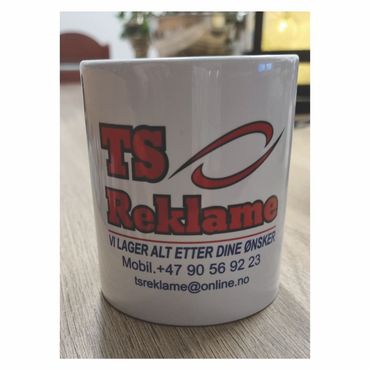 TS
Reklame
VI LAGER ALT ETTER DINE ØNSKER
Mobil.+47 90 56 92 23
tsreklame@online.no